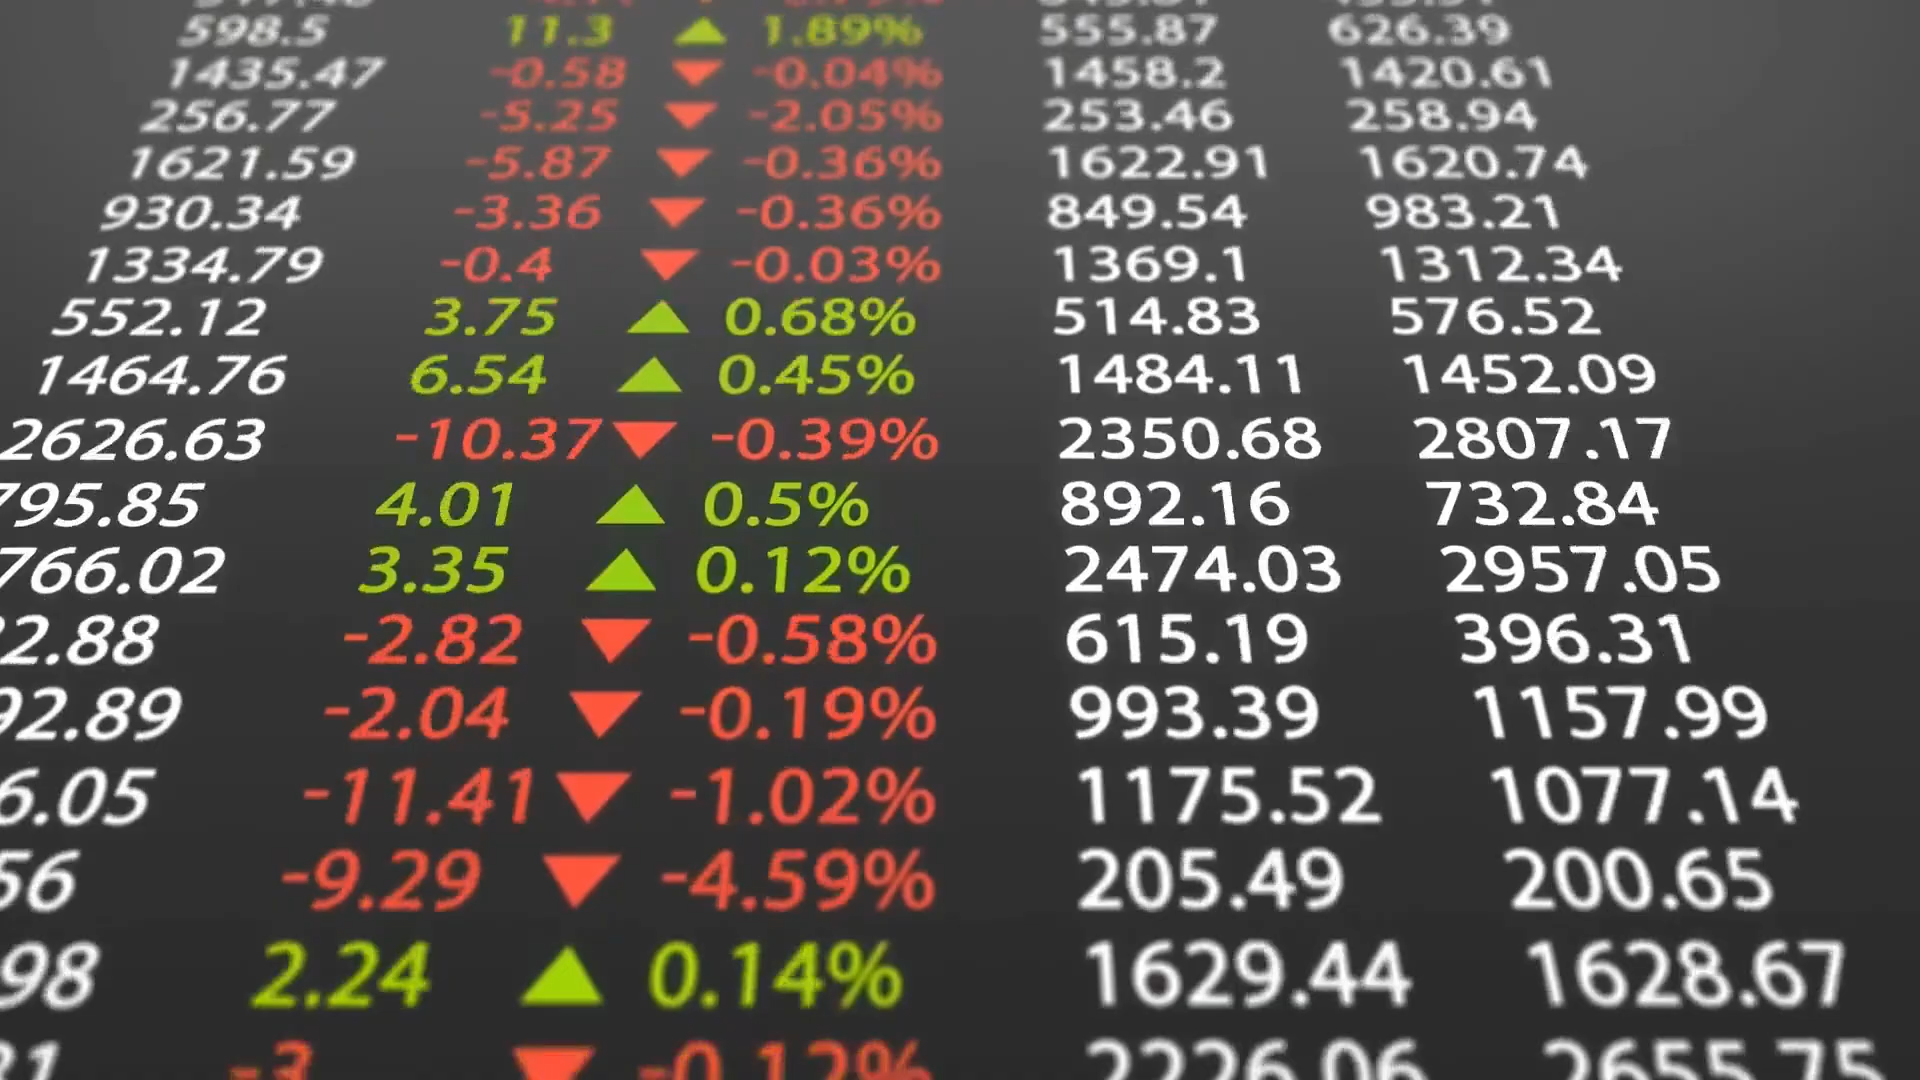 598.5 11.3 ▲ 1.89% 555.87 626.39
1435.47 -0.58 ▼ -0.04% 1458.2 1420.61
256.77 -5.25 ▼ -2.05% 253.46 258.94
1621.59 -5.87 ▼ -0.36% 1622.91 1620.74
930.34 -3.36 ▼ -0.36% 849.54 983.21
1334.79 -0.4 ▼ -0.03% 1369.1 1312.34
552.12 3.75 ▲ 0.68% 514.83 576.52
1464.76 6.54 ▲ 0.45% 1484.11 1452.09
2626.63 -10.37 ▼ -0.39% 2350.68 2807.17
795.85 4.01 ▲ 0.5% 892.16 732.84
766.02 3.35 ▲ 0.12% 2474.03 2957.05
2.88 -2.82 ▼ -0.58% 615.19 396.31
92.89 -2.04 ▼ -0.19% 993.39 1157.99
6.05 -11.41 ▼ -1.02% 1175.52 1077.14
56 -9.29 ▼ -4.59% 205.49 200.65
98 2.24 ▲ 0.14% 1629.44 1628.67
-3 ▼ -0.12% 2226.06 2655.75